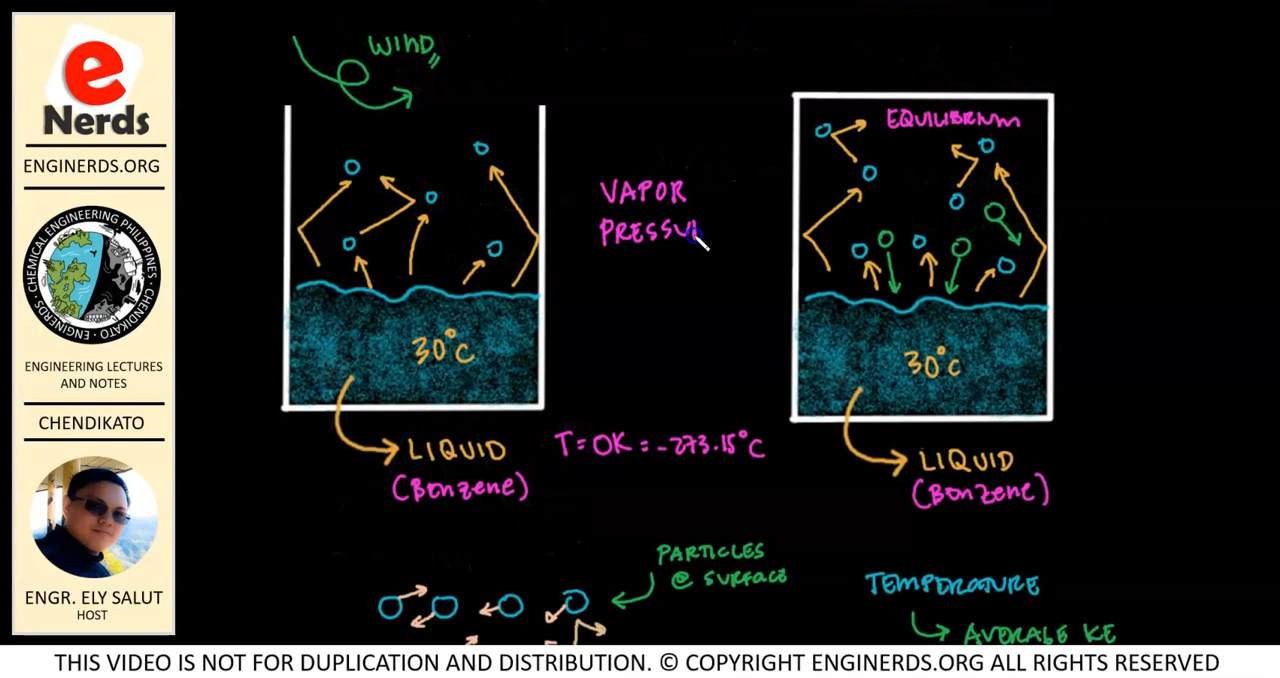 e
Nerds
ENGINERDS.ORG
CHEMICAL ENGINEERING PHILIPPINES
CHENDIKATO · ENGINERDS
ENGINEERING LECTURES
AND NOTES
CHENDIKATO
ENGR. ELY SALUT
HOST
WIND
VAPOR
PRESSU
EQUILIBRIUM
30°C
30°C
LIQUID
(Benzene)
T=0K=-273.15°C
LIQUID
(Benzene)
PARTICLES
@ SURFACE
TEMPERATURE
AVERAGE KE
THIS VIDEO IS NOT FOR DUPLICATION AND DISTRIBUTION. © COPYRIGHT ENGINERDS.ORG ALL RIGHTS RESERVED